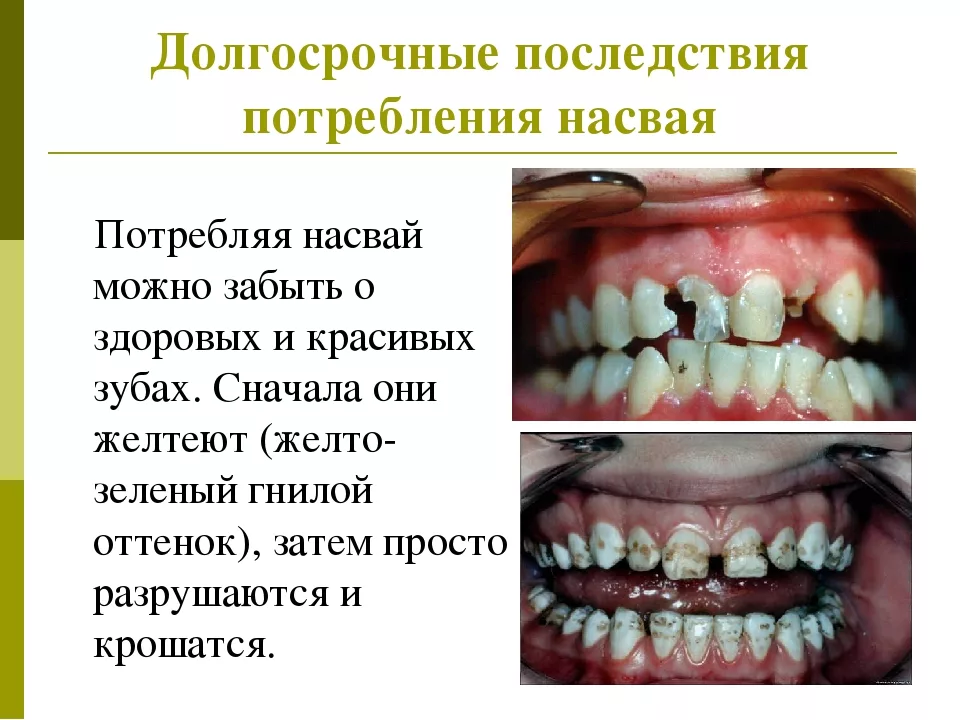 Долгосрочные последствия
потребления насвая
Потребляя насвай
можно забыть о
здоровых и красивых
зубах. Сначала они
желтеют (желто-
зеленый гнилой
оттенок), затем просто
разрушаются и
крошатся.